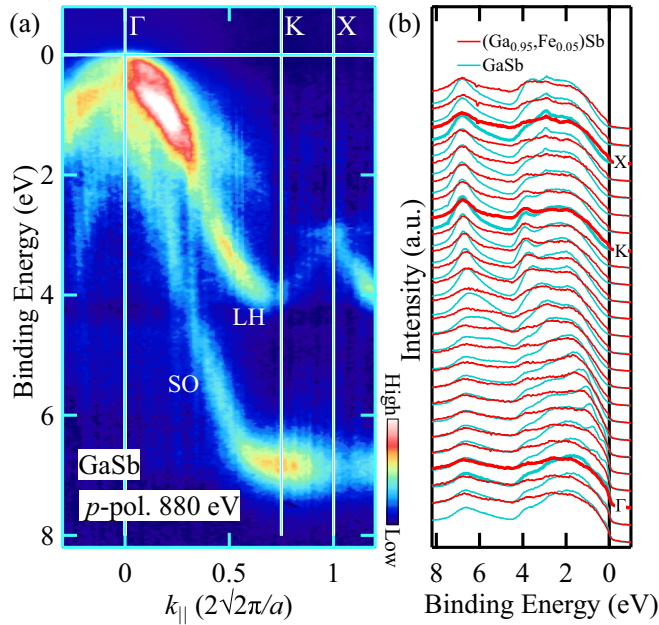 (a)
Γ
K
X
0
2
4
6
8
Binding Energy (eV)
LH
SO
GaSb
p-pol. 880 eV
High
Low
0
0.5
1
k|| (2√2π/a)
(b)
(Ga0.95,Fe0.05)Sb
GaSb
X
K
Γ
Intensity (a.u.)
8
6
4
2
0
Binding Energy (eV)